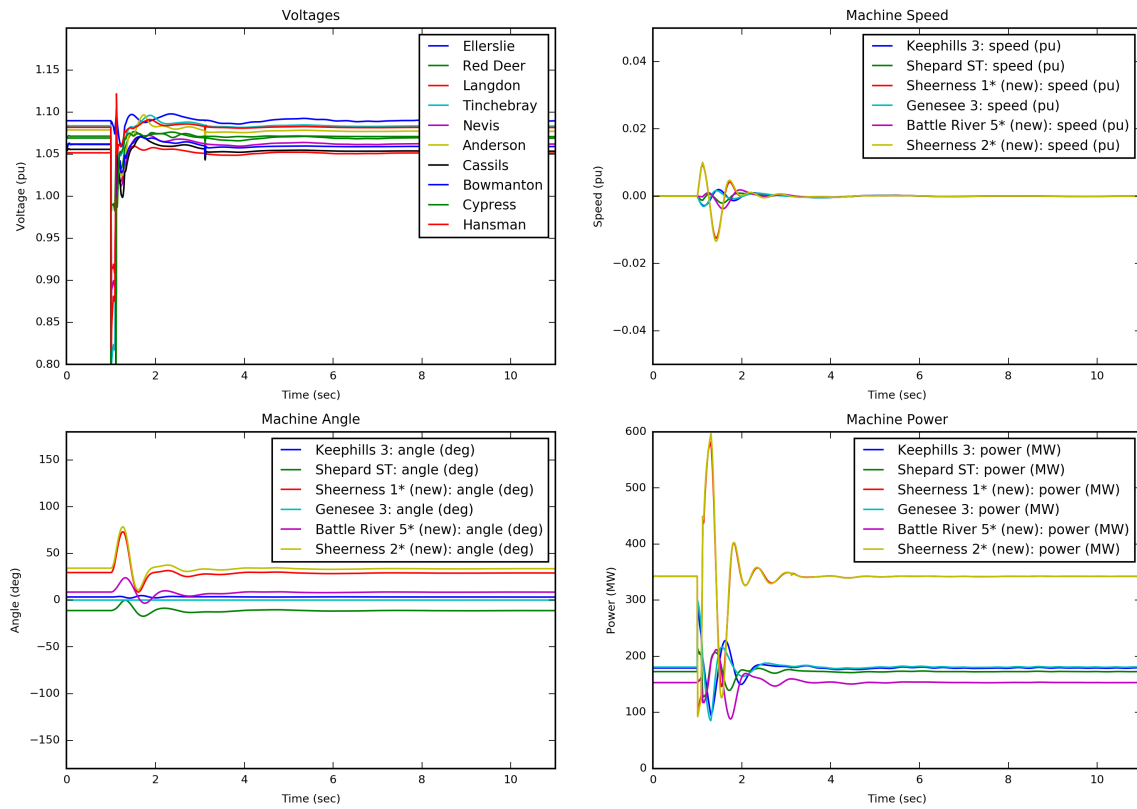 Voltages
1.15
1.10
1.05
1.00
0.95
0.90
0.85
0.80
Voltage (pu)
0
2
4
6
8
10
Time (sec)
Ellerslie
Red Deer
Langdon
Tinchebray
Nevis
Anderson
Cassils
Bowmanton
Cypress
Hansman
Machine Speed
0.04
0.02
0.00
−0.02
−0.04
Speed (pu)
0
2
4
6
8
10
Time (sec)
Keephills 3: speed (pu)
Shepard ST: speed (pu)
Sheerness 1* (new): speed (pu)
Genesee 3: speed (pu)
Battle River 5* (new): speed (pu)
Sheerness 2* (new): speed (pu)
Machine Angle
150
100
50
0
−50
−100
−150
Angle (deg)
0
2
4
6
8
10
Time (sec)
Keephills 3: angle (deg)
Shepard ST: angle (deg)
Sheerness 1* (new): angle (deg)
Genesee 3: angle (deg)
Battle River 5* (new): angle (deg)
Sheerness 2* (new): angle (deg)
Machine Power
600
500
400
300
200
100
0
Power (MW)
0
2
4
6
8
10
Time (sec)
Keephills 3: power (MW)
Shepard ST: power (MW)
Sheerness 1* (new): power (MW)
Genesee 3: power (MW)
Battle River 5* (new): power (MW)
Sheerness 2* (new): power (MW)